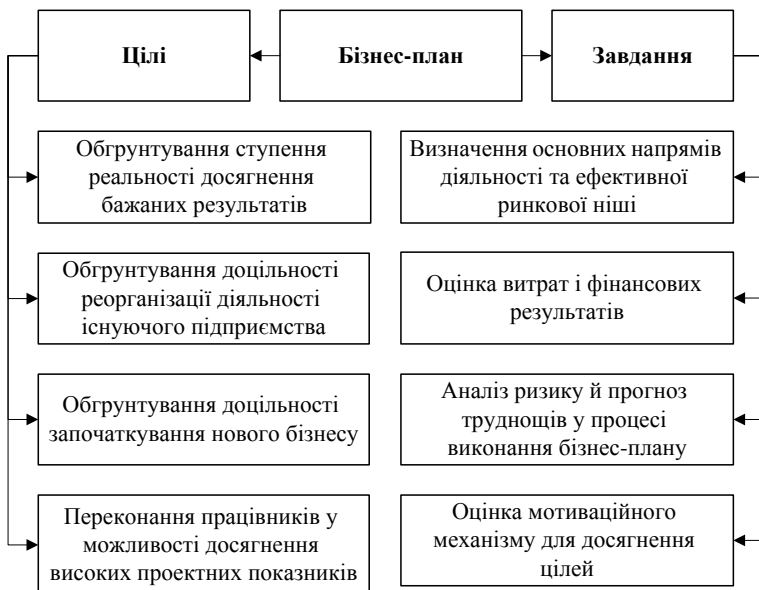 Цілі
Бізнес-план
Завдання
Обгрунтування ступення
реальності досягнення
бажаних результатів
Визначення основних напрямів
діяльності та ефективної
ринкової ніші
Обгрунтування доцільності
реорганізації діяльності
існуючого підприємства
Оцінка витрат і фінансових
результатів
Обгрунтування доцільності
започаткування нового бізнесу
Аналіз ризику й прогноз
труднощів у процесі
виконання бізнес-плану
Переконання працівників у
можливості досягнення
високих проектних показників
Оцінка мотиваційного
механізму для досягнення
цілей